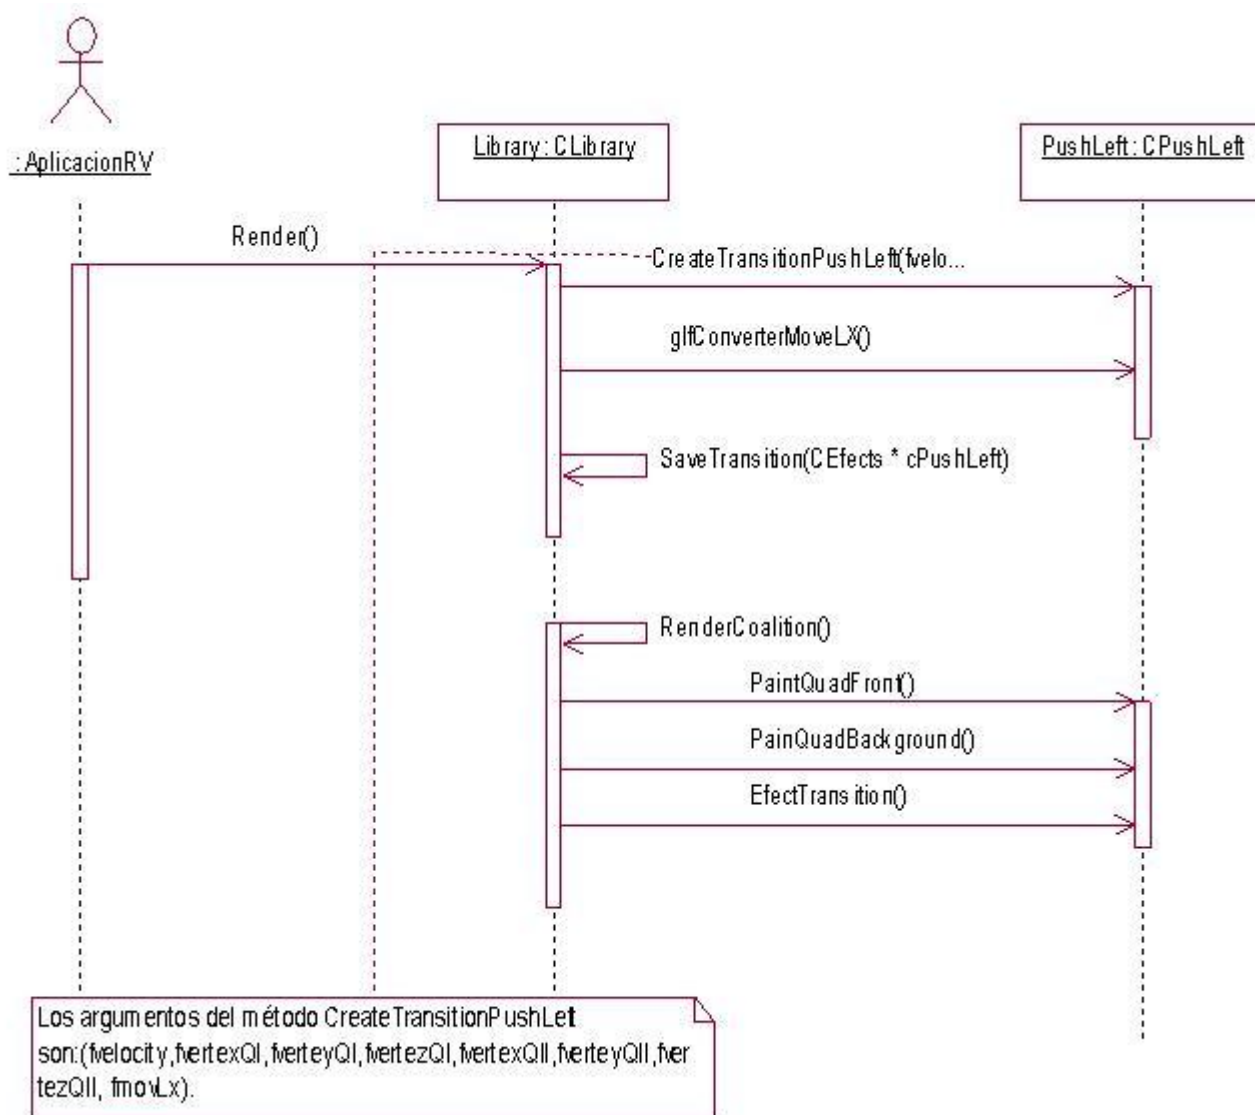 : AplicacionRV
Library : CLibrary
PushLeft : CPushLeft
Render()
CreateTransitionPushLeft(fvelo...
glfConverterMoveLX()
SaveTransition(CEfects * cPushLeft)
RenderCoalition()
PaintQuadFront()
PainQuadBackground()
EfectTransition()
Los argumentos del método CreateTransitionPushLet
son:(fvelocity,fvertexQI,fverteyQI,fvertezQI,fvertexQII,fverteyQII,fver
tezQII, fmovLx).